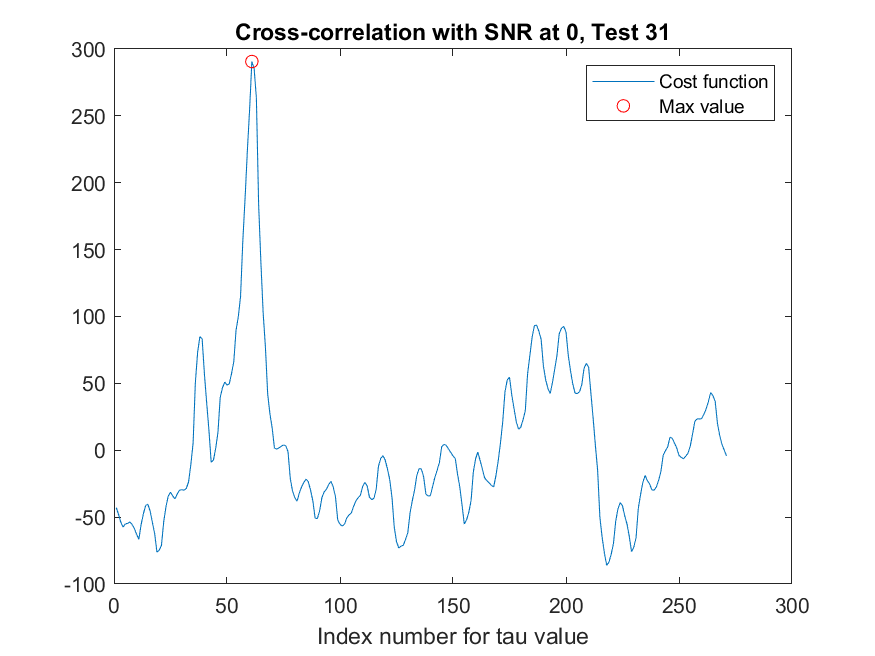 Cross-correlation with SNR at 0, Test 31
300
250
200
150
100
50
0
-50
-100
Cost function
Max value
0 50 100 150 200 250 300
Index number for tau value